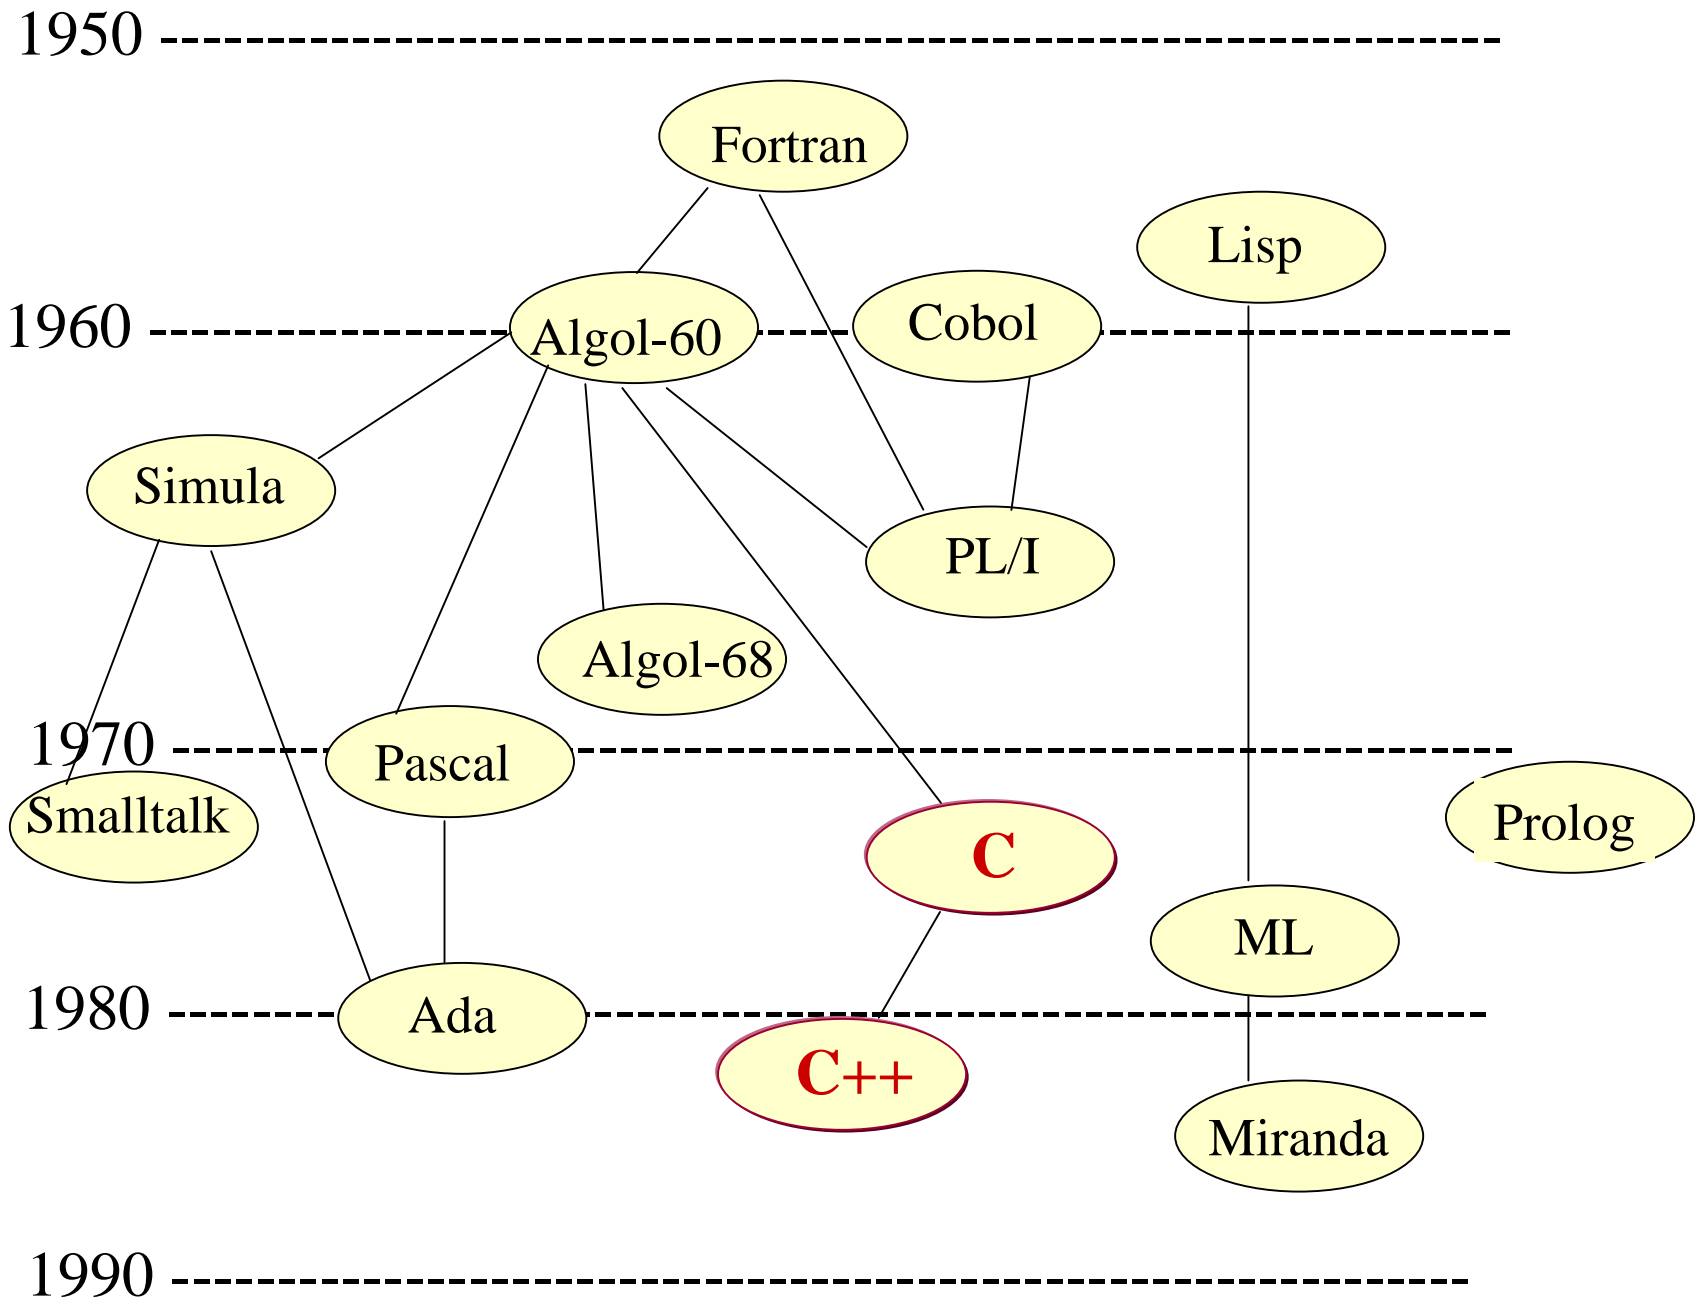 1950
Fortran
Lisp
1960
Algol-60
Cobol
Simula
PL/I
Algol-68
1970
Pascal
Smalltalk
Prolog
C
ML
1980
Ada
C++
Miranda
1990